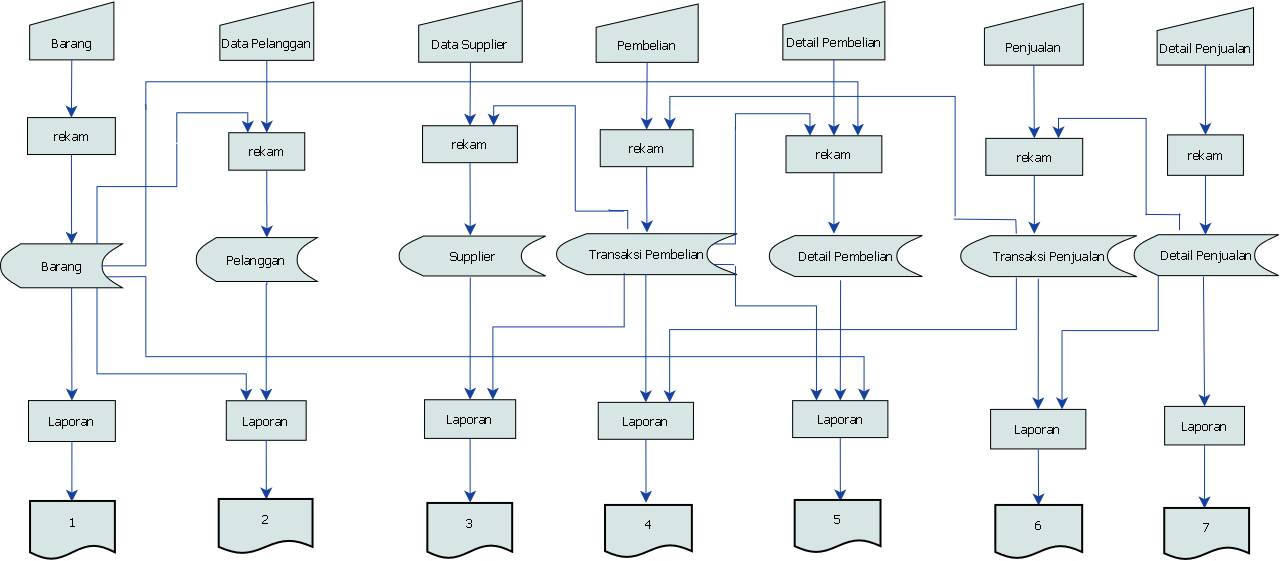 Barang
Data Pelanggan
Data Supplier
Pembelian
Detail Pembelian
Penjualan
Detail Penjualan
rekam
rekam
rekam
rekam
rekam
rekam
rekam
Barang
Pelanggan
Supplier
Transaksi Pembelian
Detail Pembelian
Transaksi Penjualan
Detail Penjualan
Laporan
Laporan
Laporan
Laporan
Laporan
Laporan
Laporan
1
2
3
4
5
6
7